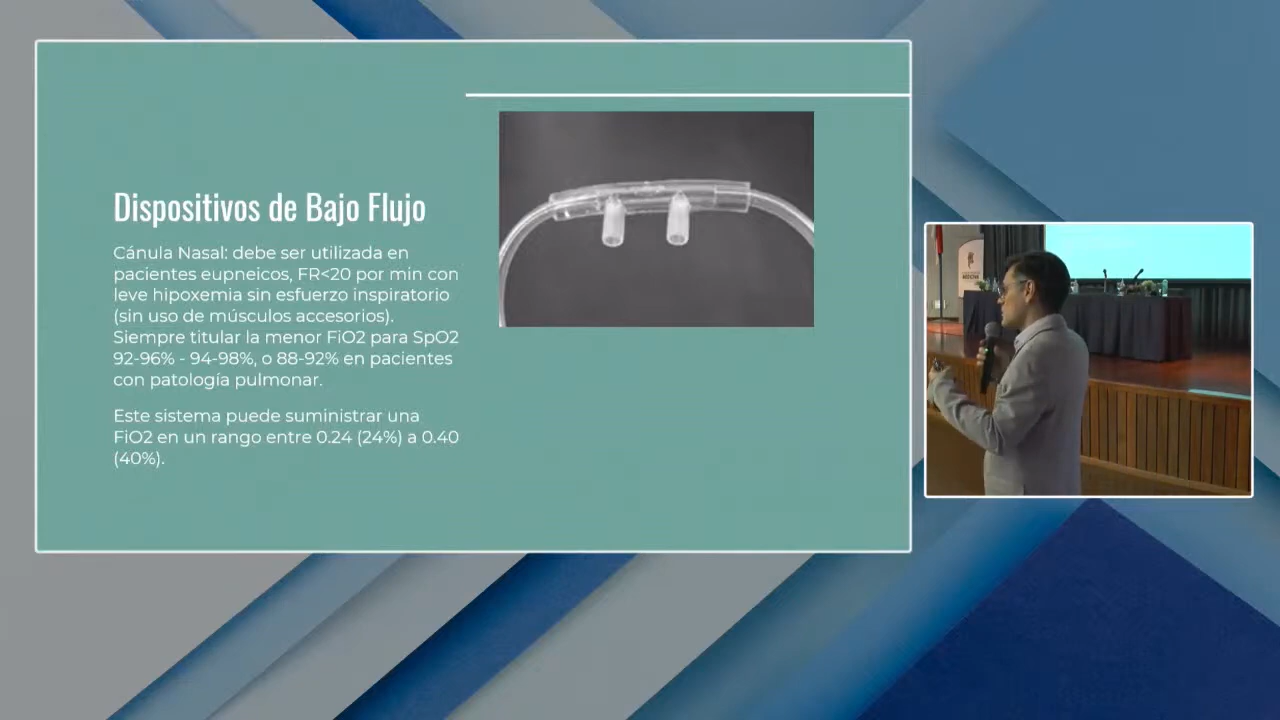 Dispositivos de Bajo Flujo
Cánula Nasal: debe ser utilizada en
pacientes eupneicos, FR<20 por min con
leve hipoxemia sin esfuerzo inspiratorio
(sin uso de músculos accesorios).
Siempre titular la menor FiO2 para SpO2
92-96% - 94-98%, o 88-92% en pacientes
con patología pulmonar.
Este sistema puede suministrar una
FiO2 en un rango entre 0.24 (24%) a 0.40
(40%).